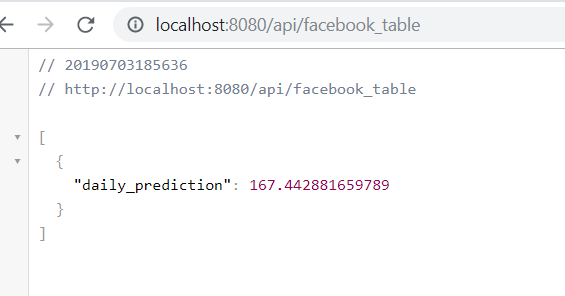 localhost:8080/api/facebook_table
// 20190703185636
// http://localhost:8080/api/facebook_table
[
{
"daily_prediction": 167.442881659789
}
]